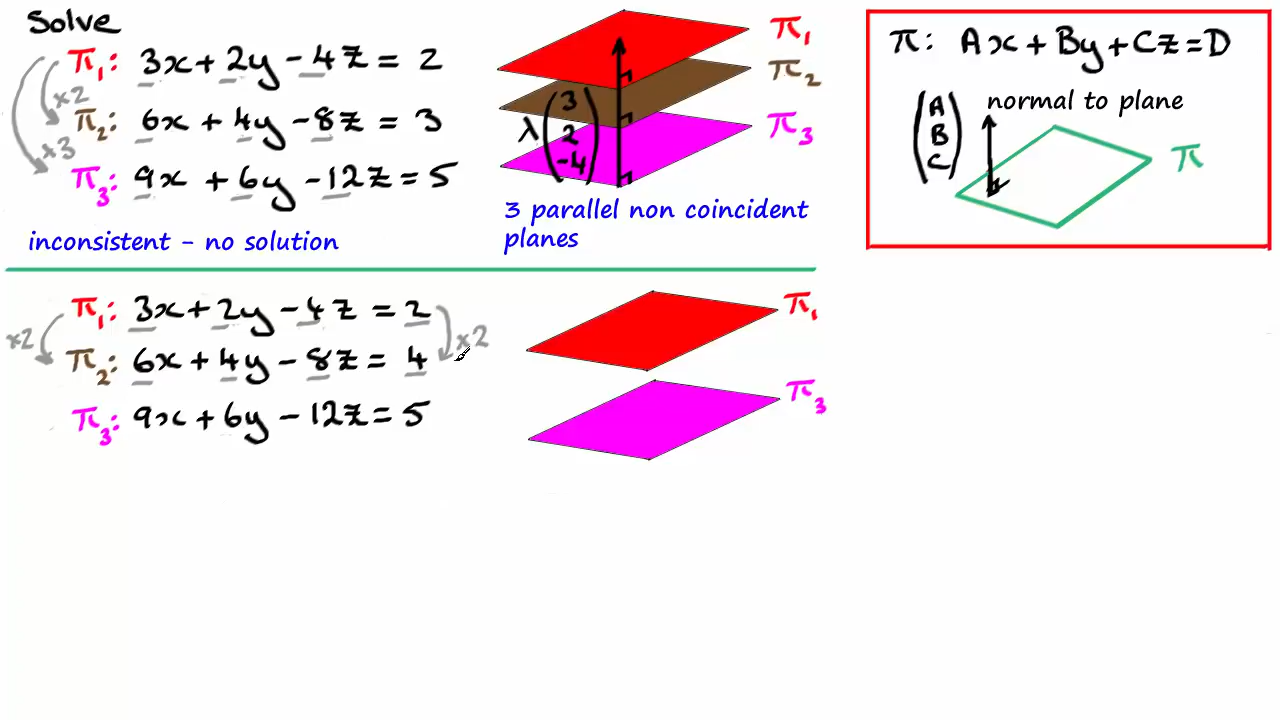 Solve
π₁: 3x + 2y - 4z = 2
×2
π₂: 6x + 4y - 8z = 3
×3
π₃: 9x + 6y - 12z = 5
inconsistent - no solution
π₁
π₂
π₃
λ (3 2 -4)
3 parallel non coincident
planes
π: Ax + By + Cz = D
(A B C)
normal to plane
π
π₁: 3x + 2y - 4z = 2
×2
×2
π₂: 6x + 4y - 8z = 4
π₃: 9x + 6y - 12z = 5
π₁
π₃